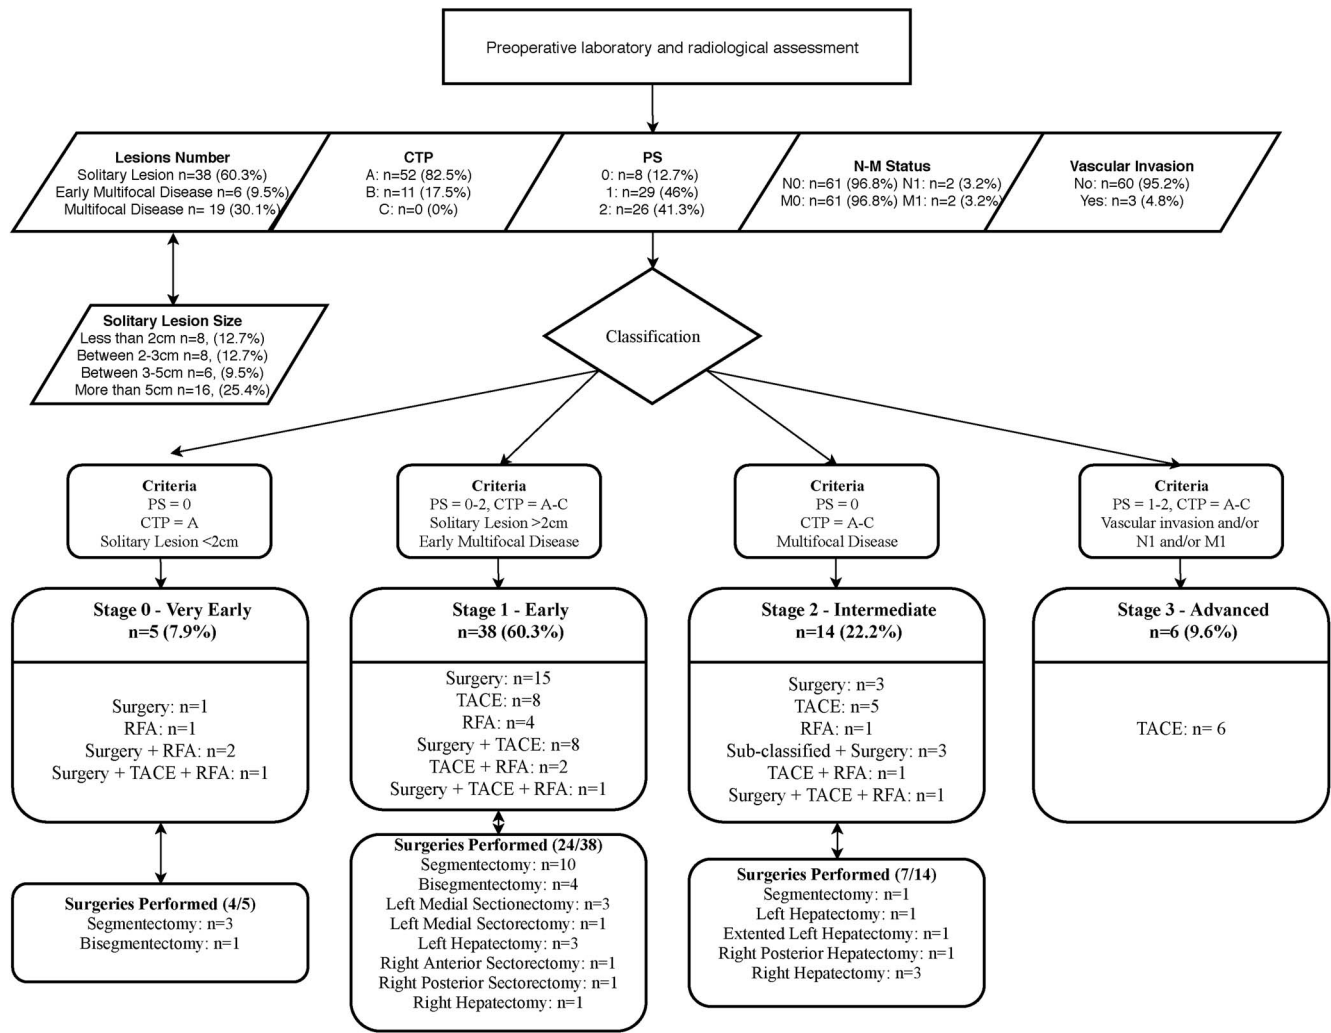 Preoperative laboratory and radiological assessment
Lesions Number
Solitary Lesion n=38 (60.3%)
Early Multifocal Disease n=6 (9.5%)
Multifocal Disease n= 19 (30.1%)
CTP
A: n=52 (82.5%)
B: n=11 (17.5%)
C: n=0 (0%)
PS
0: n=8 (12.7%)
1: n=29 (46%)
2: n=26 (41.3%)
N-M Status
N0: n=61 (96.8%) N1: n=2 (3.2%)
M0: n=61 (96.8%) M1: n=2 (3.2%)
Vascular Invasion
No: n=60 (95.2%)
Yes: n=3 (4.8%)
Solitary Lesion Size
Less than 2cm n=8, (12.7%)
Between 2-3cm n=8, (12.7%)
Between 3-5cm n=6, (9.5%)
More than 5cm n=16, (25.4%)
Classification
Criteria
PS = 0
CTP = A
Solitary Lesion <2cm
Criteria
PS = 0-2, CTP = A-C
Solitary Lesion >2cm
Early Multifocal Disease
Criteria
PS = 0
CTP = A-C
Multifocal Disease
Criteria
PS = 1-2, CTP = A-C
Vascular invasion and/or
N1 and/or M1
Stage 0 - Very Early
n=5 (7.9%)
Surgery: n=1
RFA: n=1
Surgery + RFA: n=2
Surgery + TACE + RFA: n=1
Stage 1 - Early
n=38 (60.3%)
Surgery: n=15
TACE: n=8
RFA: n=4
Surgery + TACE: n=8
TACE + RFA: n=2
Surgery + TACE + RFA: n=1
Stage 2 - Intermediate
n=14 (22.2%)
Surgery: n=3
TACE: n=5
RFA: n=1
Sub-classified + Surgery: n=3
TACE + RFA: n=1
Surgery + TACE + RFA: n=1
Stage 3 - Advanced
n=6 (9.6%)
TACE: n= 6
Surgeries Performed (4/5)
Segmentectomy: n=3
Bisegmentectomy: n=1
Surgeries Performed (24/38)
Segmentectomy: n=10
Bisegmentectomy: n=4
Left Medial Sectionectomy: n=3
Left Medial Sectorectomy: n=1
Left Hepatectomy: n=3
Right Anterior Sectorectomy: n=1
Right Posterior Sectorectomy: n=1
Right Hepatectomy: n=1
Surgeries Performed (7/14)
Segmentectomy: n=1
Left Hepatectomy: n=1
Extented Left Hepatectomy: n=1
Right Posterior Hepatectomy: n=1
Right Hepatectomy: n=3